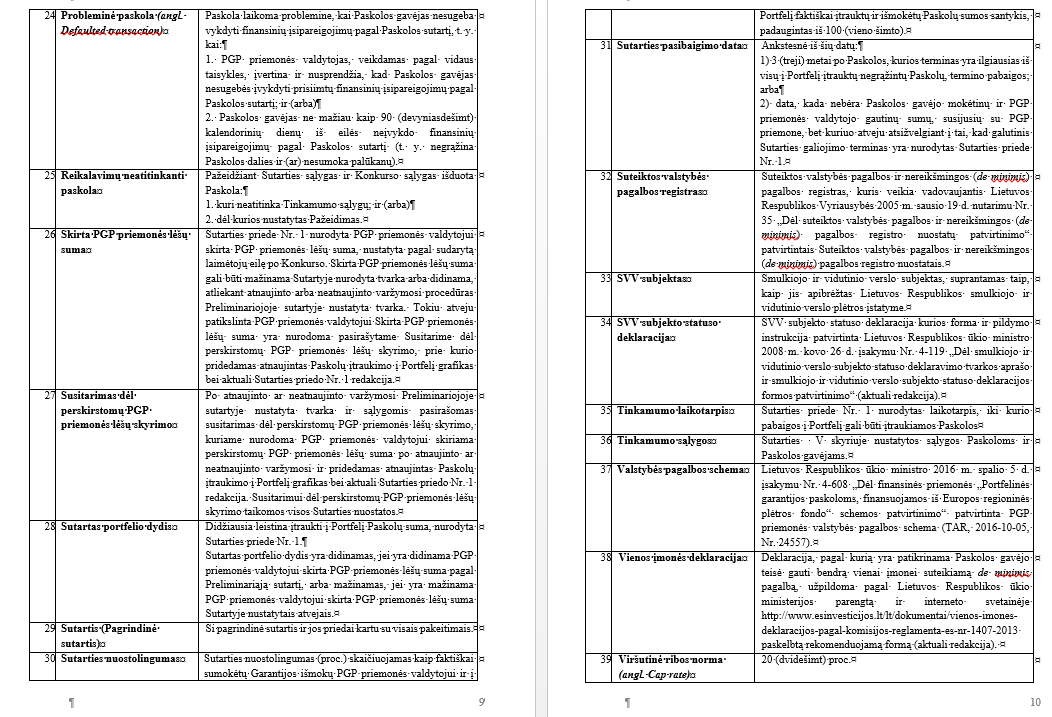 24 Probleminė paskola (angl. Defaulted transaction)
Paskola laikoma problemine, kai Paskolos gavėjas nesugeba
vykdyti finansinių įsipareigojimų pagal Paskolos sutartį, t. y.
kai:
1. PGP priemonės valdytojas, veikdamas pagal vidaus
taisykles, įvertina ir nusprendžia, kad Paskolos gavėjas
nesugebės įvykdyti prisiimtų finansinių įsipareigojimų pagal
Paskolos sutartį; ir (arba)
2. Paskolos gavėjas ne mažiau kaip 90 (devyniasdešimt)
kalendorinių dienų iš eilės neįvykdo finansinių
įsipareigojimų pagal Paskolos sutartį (t. y. negrąžina
Paskolos dalies ir (ar) nesumoka palūkanų).
25 Reikalavimų neatitinkanti paskola
Pažeidžiant Sutarties sąlygas ir Konkurso sąlygas išduota
Paskola:
1. kuri neatitinka Tinkamumo sąlygų; ir (arba)
2. dėl kurios nustatytas Pažeidimas.
26 Skirta PGP priemonės lėšų suma
Sutarties priede Nr. 1 nurodyta PGP priemonės valdytojui
skirta PGP priemonės lėšų suma, nustatyta pagal sudarytą
laimėtojų eilę po Konkurso. Skirta PGP priemonės lėšų suma
gali būti mažinama Sutartyje nurodyta tvarka arba didinama,
atliekant atnaujinto arba neatnaujinto varžymosi procedūras
Preliminariojoje sutartyje nustatyta tvarka. Tokiu atveju
patikslinta PGP priemonės valdytojui Skirta PGP priemonės
lėšų suma yra nurodoma pasirašytame Susitarime dėl
perskirstomų PGP priemonės lėšų skyrimo, prie kurio
pridedamas atnaujintas Paskolų įtraukimo į Portfelį grafikas
bei aktuali Sutarties priedo Nr. 1 redakcija.
27 Susitarimas dėl perskirstomų PGP priemonės lėšų skyrimo
Po atnaujinto ar neatnaujinto varžymosi Preliminariojoje
sutartyje nustatyta tvarka ir sąlygomis pasirašomas
susitarimas dėl perskirstomų PGP priemonės lėšų skyrimo,
kuriame nurodoma PGP priemonės valdytojui skiriama
perskirstomų PGP priemonės lėšų suma po atnaujinto ar
neatnaujinto varžymosi ir pridedamas atnaujintas Paskolų
įtraukimo į Portfelį grafikas bei aktuali Sutarties priedo Nr. 1
redakcija. Susitarimui dėl perskirstomų PGP priemonės lėšų
skyrimo taikomos visos Sutarties nuostatos.
28 Sutartas portfelio dydis
Didžiausia leistina įtraukti į Portfelį Paskolų suma, nurodyta
Sutarties priede Nr. 1.
Sutartas portfelio dydis yra didinamas, jei yra didinama PGP
priemonės valdytojui skirta PGP priemonės lėšų suma pagal
Preliminariąją sutartį, arba mažinamas, jei yra mažinama
PGP priemonės valdytojui skirta PGP priemonės lėšų suma
Sutartyje nustatytais atvejais.
29 Sutartis (Pagrindinė sutartis)
Ši pagrindinė sutartis ir jos priedai kartu su visais pakeitimais.
30 Sutarties nuostolingumas
Sutarties nuostolingumas (proc.) skaičiuojamas kaip faktiškai
sumokėtų Garantijos išmokų PGP priemonės valdytojui ir į
9
Portfelį faktiškai įtrauktų ir išmokėtų Paskolų sumos santykis,
padaugintas iš 100 (vieno šimto).
31 Sutarties pasibaigimo data
Ankstesnė iš šių datų:
1) 3 (treji) metai po Paskolos, kurios terminas yra ilgiausias iš
visų į Portfelį įtrauktų negrąžintų Paskolų, termino pabaigos;
arba
2) data, kada nebėra Paskolos gavėjo mokėtinų ir PGP
priemonės valdytojo gautinų sumų, susijusių su PGP
priemone, bet kuriuo atveju atsižvelgiant į tai, kad galutinis
Sutarties galiojimo terminas yra nurodytas Sutarties priede
Nr. 1.
32 Suteiktos valstybės pagalbos registras
Suteiktos valstybės pagalbos ir nereikšmingos (de minimis)
pagalbos registras, kuris veikia vadovaujantis Lietuvos
Respublikos Vyriausybės 2005 m. sausio 19 d. nutarimu Nr.
35 „Dėl suteiktos valstybės pagalbos ir nereikšmingos (de
minimis) pagalbos registro nuostatų patvirtinimo“
patvirtintais Suteiktos valstybės pagalbos ir nereikšmingos
(de minimis) pagalbos registro nuostatais.
33 SVV subjektas
Smulkiojo ir vidutinio verslo subjektas, suprantamas taip,
kaip jis apibrėžtas Lietuvos Respublikos smulkiojo ir
vidutinio verslo plėtros įstatyme.
34 SVV subjekto statuso deklaracija
SVV subjekto statuso deklaracija kurios forma ir pildymo
instrukcija patvirtinta Lietuvos Respublikos ūkio ministro
2008 m. kovo 26 d. įsakymu Nr. 4-119 „Dėl smulkiojo ir
vidutinio verslo subjekto statuso deklaravimo tvarkos aprašo
ir smulkiojo ir vidutinio verslo subjekto statuso deklaracijos
formos patvirtinimo“ (aktuali redakcija).
35 Tinkamumo laikotarpis
Sutarties priede Nr. 1 nurodytas laikotarpis, iki kurio
pabaigos į Portfelį gali būti įtraukiamos Paskolos
36 Tinkamumo sąlygos
Sutarties V skyriuje nustatytos sąlygos Paskoloms ir
Paskolos gavėjams.
37 Valstybės pagalbos schema
Lietuvos Respublikos ūkio ministro 2016 m. spalio 5 d.
įsakymu Nr. 4-608 „Dėl finansinės priemonės „Portfelinės
garantijos paskoloms, finansuojamos iš Europos regioninės
plėtros fondo“ schemos patvirtinimo“ patvirtinta PGP
priemonės valstybės pagalbos schema (TAR, 2016-10-05,
Nr. 24557).
38 Vienos įmonės deklaracija
Deklaracija, pagal kurią yra patikrinama Paskolos gavėjo
teisė gauti bendrą vienai įmonei suteikiamą de minimis
pagalbą, užpildoma pagal Lietuvos Respublikos ūkio
ministerijos parengtą ir interneto svetainėje
http://www.esinvesticijos.lt/lt/dokumentai/vienos-imones-
deklaracijos-pagal-komisijos-reglamenta-es-nr-1407-2013
paskelbtą rekomenduojamą formą (aktuali redakcija).
39 Viršutinė ribos norma (angl. Cap rate)
20 (dvidešimt) proc.
10